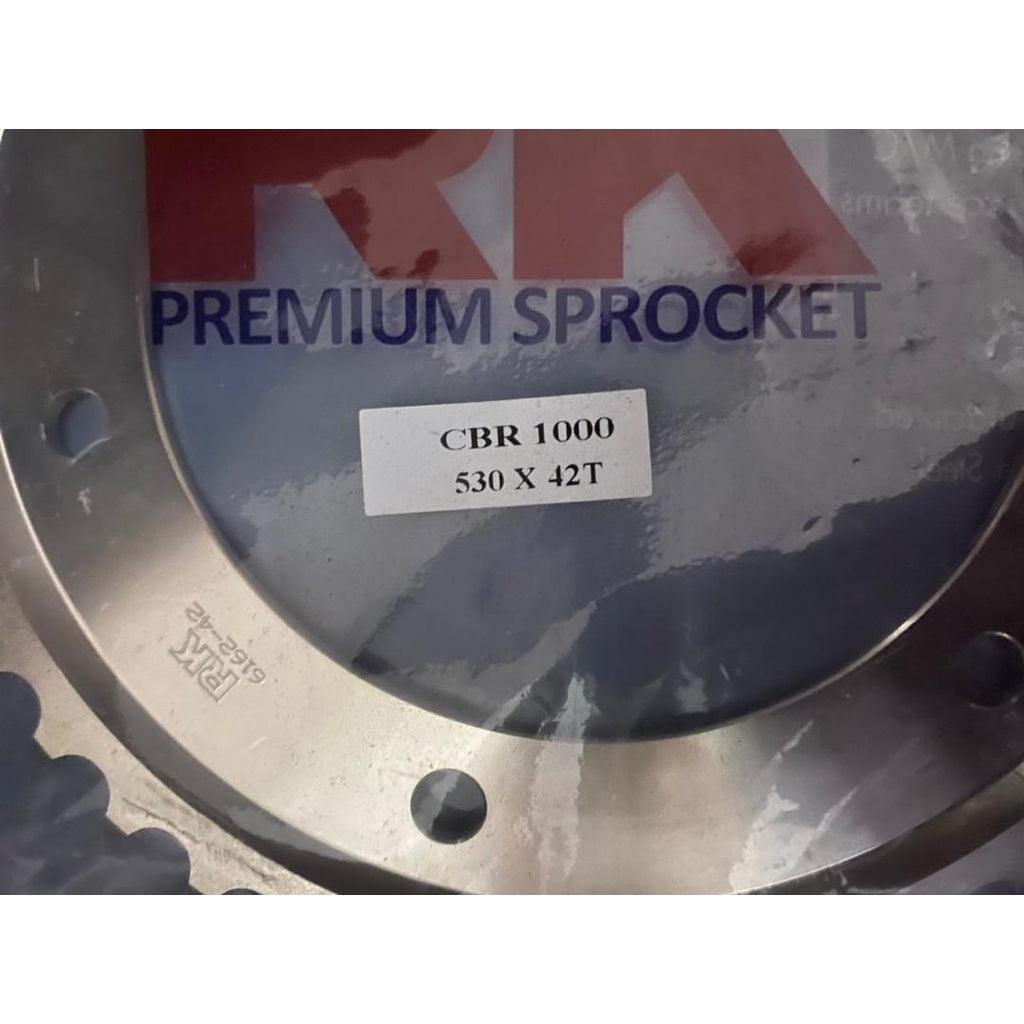 RK
PREMIUM SPROCKET
CBR 1000
530 X 42T
RK
6162-42